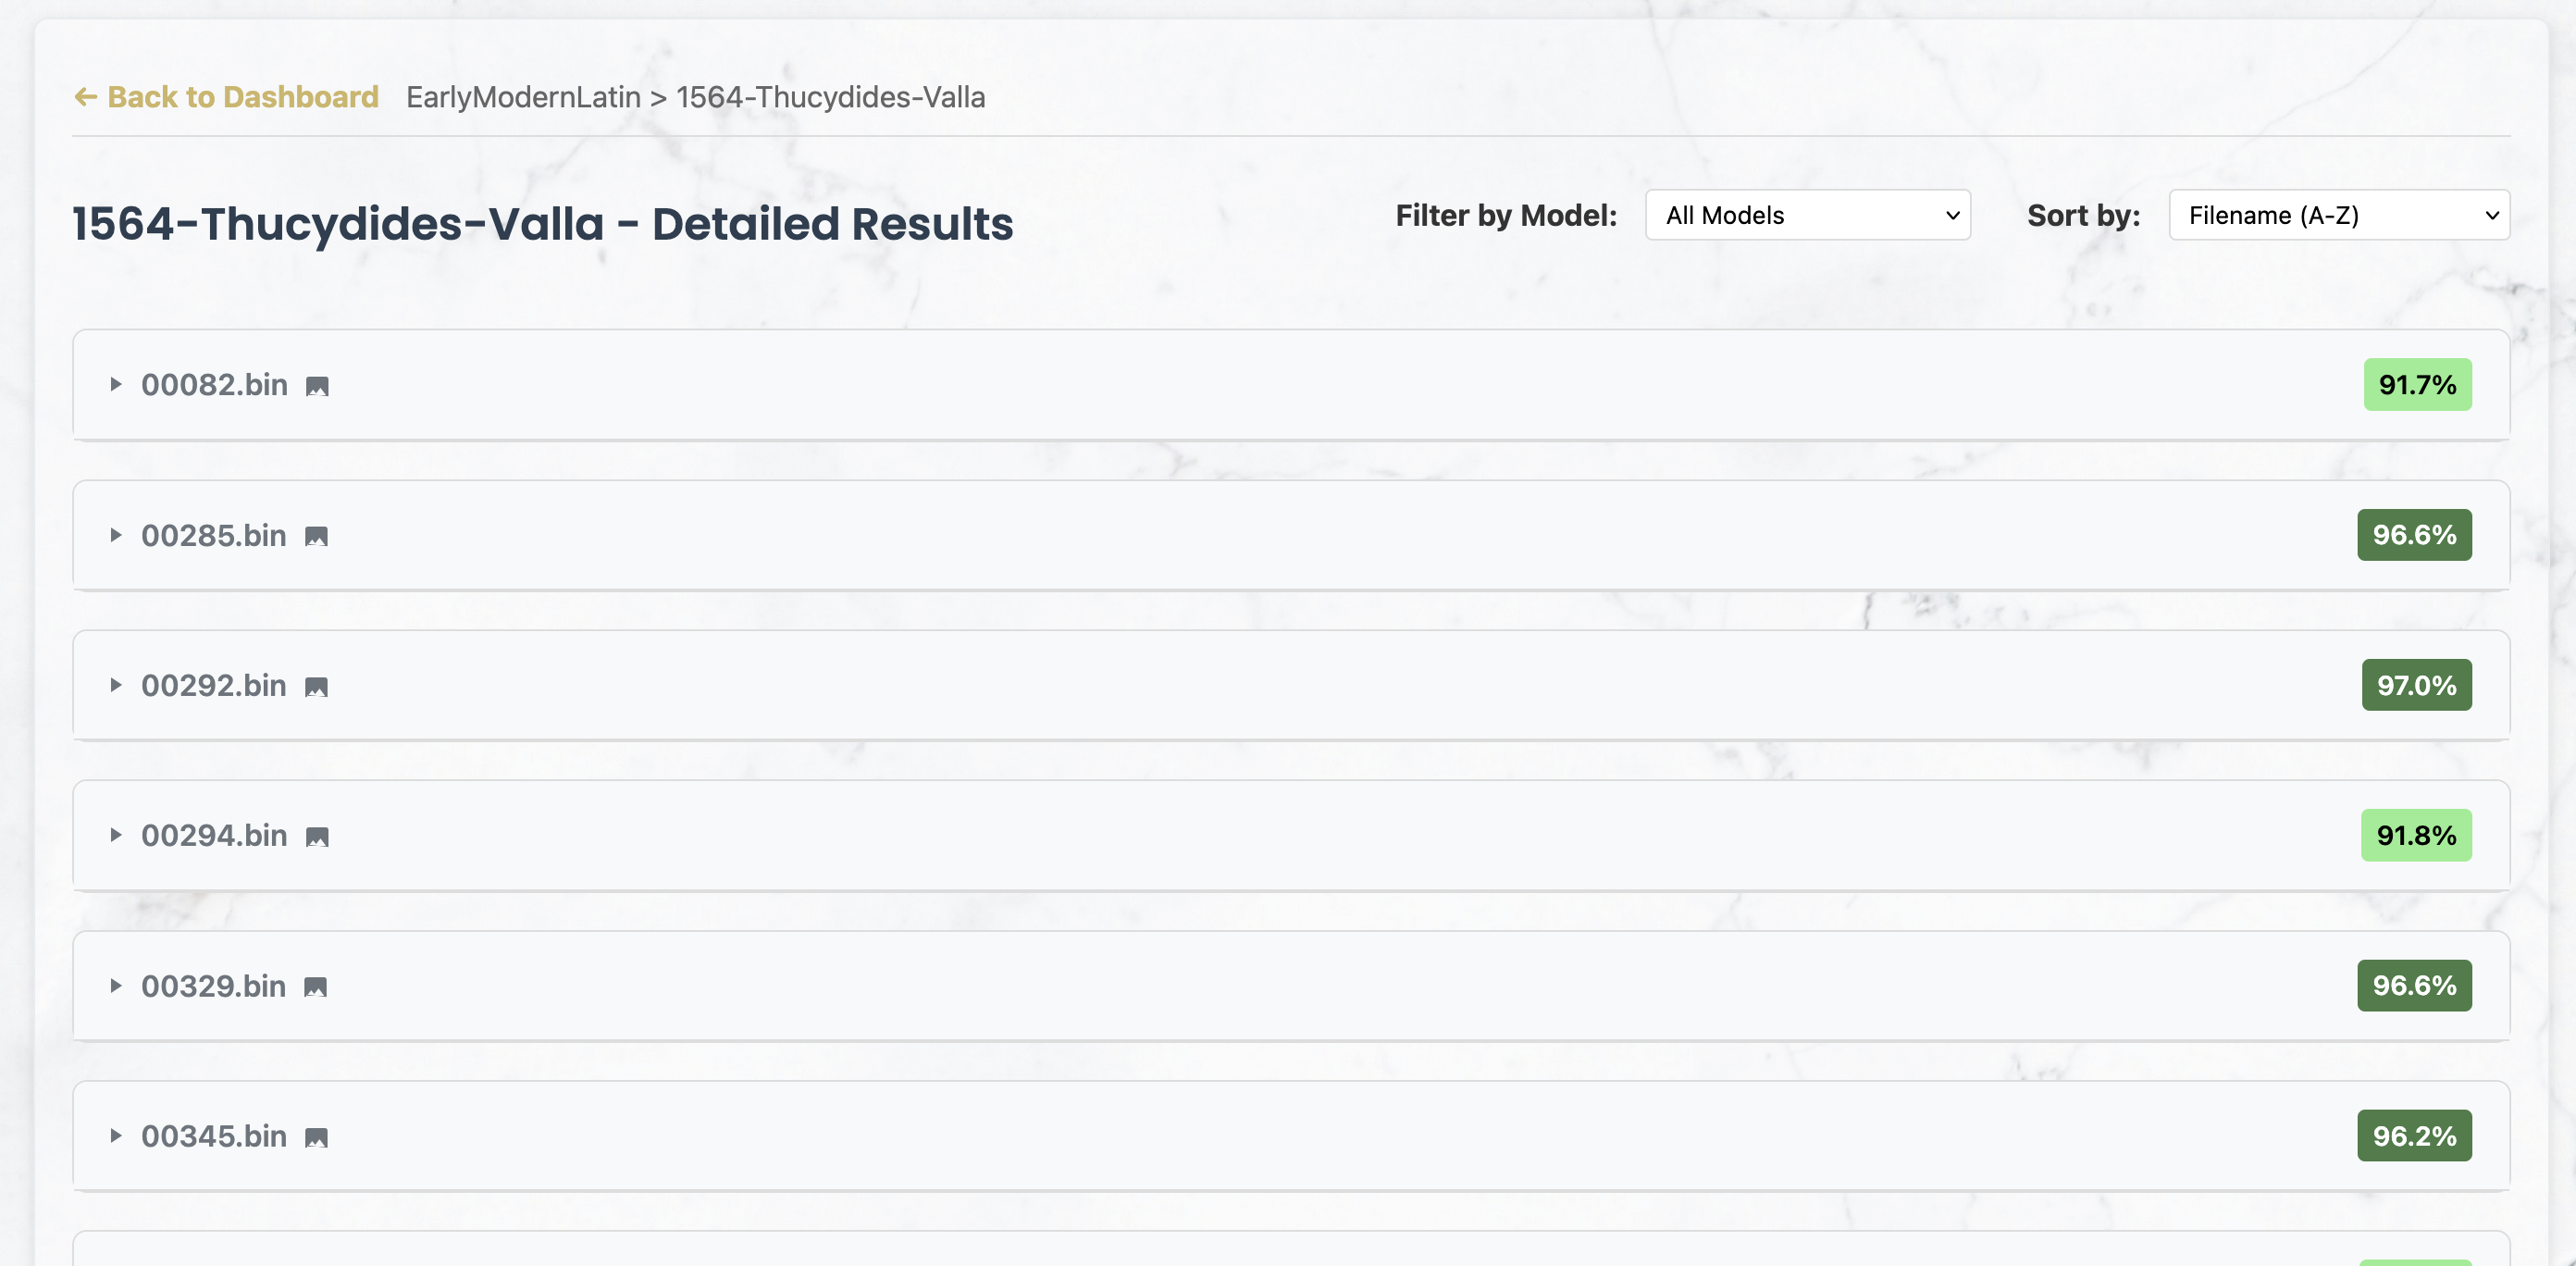 ← Back to Dashboard EarlyModernLatin > 1564-Thucydides-Valla
1564-Thucydides-Valla - Detailed Results Filter by Model: All Models Sort by: Filename (A-Z)
00082.bin 91.7%
00285.bin 96.6%
00292.bin 97.0%
00294.bin 91.8%
00329.bin 96.6%
00345.bin 96.2%